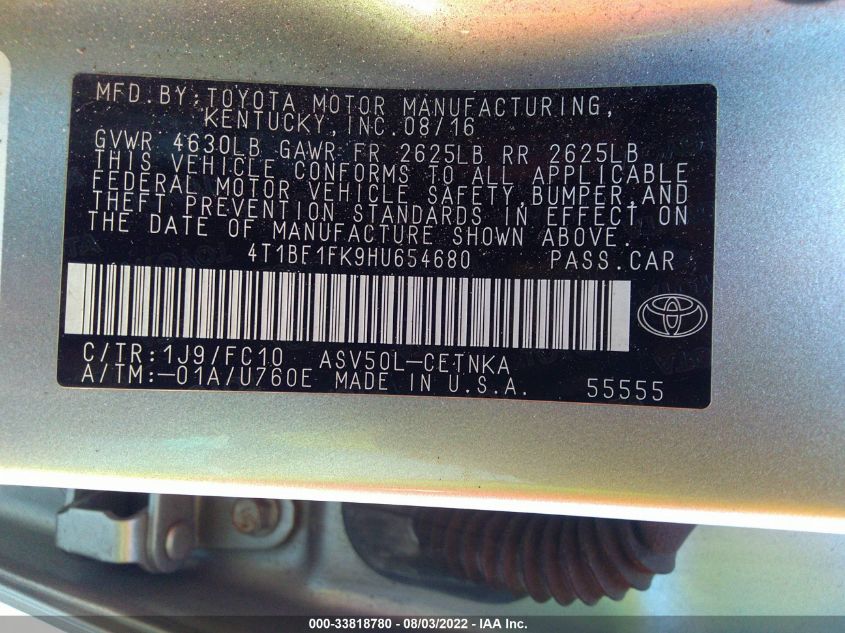 MFD.BY:TOYOTA MOTOR MANUFACTURING,
KENTUCKY,INC.08/16
GVWR 4630LB GAWR FR 2625LB RR 2625LB
THIS VEHICLE CONFORMS TO ALL APPLICABLE
FEDERAL MOTOR VEHICLE SAFETY,BUMPER,AND
THEFT PREVENTION STANDARDS IN EFFECT ON
THE DATE OF MANUFACTURE SHOWN ABOVE.
4T1BF1FK9HU654680 PASS.CAR
C/TR:1J9/FC10 ASV50L-CETNKA
A/TM:-01A/U760E MADE IN U.S.A. 55555
000-33818780 - 08/03/2022 - IAA Inc.